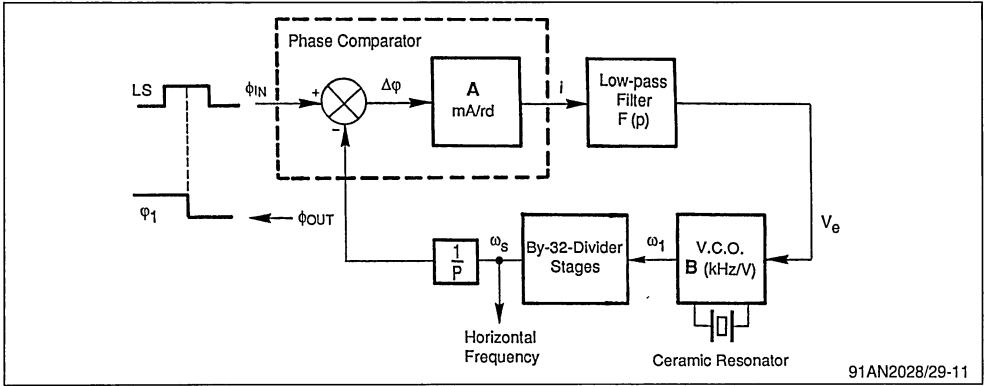 Phase Comparator
LS
ϕIN
+
Δφ
A
mA/rd
i
Low-pass
Filter
F (p)
−
φ1
ϕOUT
1
P
ωs
By-32-Divider
Stages
ω1
V.C.O.
B (kHz/V)
Ve
Horizontal
Frequency
Ceramic Resonator
91AN2028/29-11